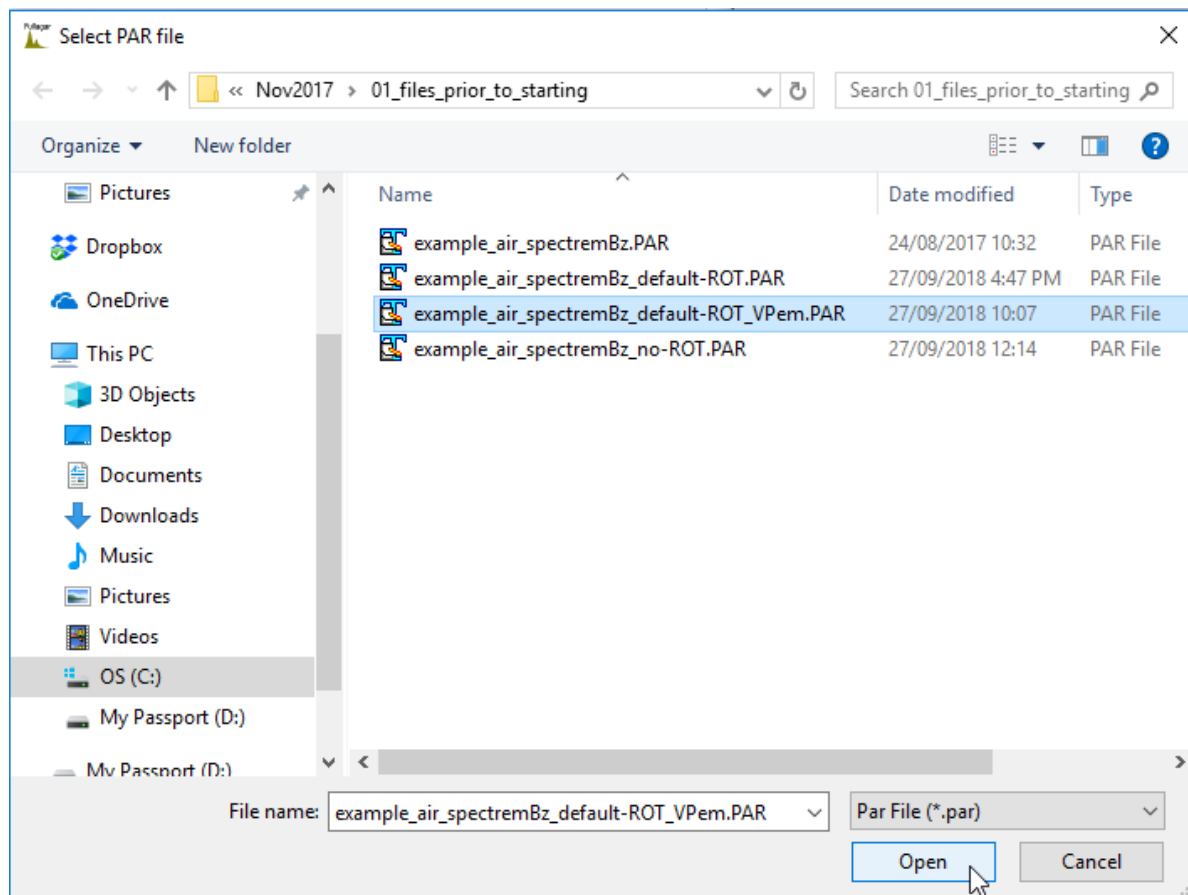 Select PAR file
« Nov2017 › 01_files_prior_to_starting
Search 01_files_prior_to_starting
Organize
New folder
Pictures
Dropbox
OneDrive
This PC
3D Objects
Desktop
Documents
Downloads
Music
Pictures
Videos
OS (C:)
My Passport (D:)
My Passport (D:)
Name Date modified Type
example_air_spectremBz.PAR 24/08/2017 10:32 PAR File
example_air_spectremBz_default-ROT.PAR 27/09/2018 4:47 PM PAR File
example_air_spectremBz_default-ROT_VPem.PAR 27/09/2018 10:07 PAR File
example_air_spectremBz_no-ROT.PAR 27/09/2018 12:14 PAR File
File name: example_air_spectremBz_default-ROT_VPem.PAR
Par File (*.par)
Open
Cancel